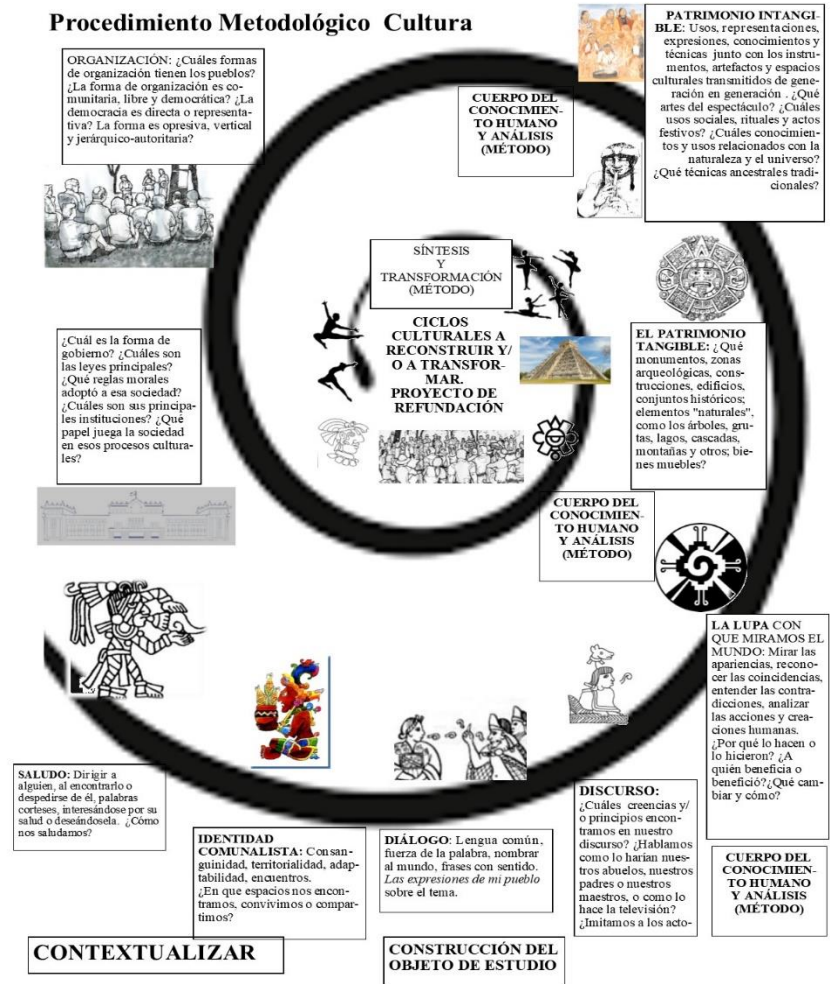 Procedimiento Metodológico Cultura
ORGANIZACIÓN: ¿Cuáles formas
de organización tienen los pueblos?
¿La forma de organización es co-
munitaria, libre y democrática? ¿La
democracia es directa o representa-
tiva? La forma es opresiva, vertical
y jerárquico-autoritaria?
CUERPO DEL
CONOCIMIEN-
TO HUMANO
Y ANÁLISIS
(MÉTODO)
PATRIMONIO INTANGI-
BLE: Usos, representaciones,
expresiones, conocimientos y
técnicas junto con los instru-
mentos, artefactos y espacios
culturales transmitidos de gene-
ración en generación . ¿Qué
artes del espectáculo? ¿Cuáles
usos sociales, rituales y actos
festivos? ¿Cuáles conocimien-
tos y usos relacionados con la
naturaleza y el universo?
¿Qué técnicas ancestrales tradi-
cionales?
SÍNTESIS
Y
TRANSFORMACIÓN
(MÉTODO)
CICLOS
CULTURALES A
RECONSTRUIR Y/
O A TRANSFOR-
MAR.
PROYECTO DE
REFUNDACIÓN
¿Cuál es la forma de
gobierno? ¿Cuáles son
las leyes principales?
¿Qué reglas morales
adoptó a esa sociedad?
¿Cuáles son sus principa-
les instituciones? ¿Qué
papel juega la sociedad
en esos procesos cultura-
les?
EL PATRIMONIO
TANGIBLE: ¿Qué
monumentos, zonas
arqueológicas, cons-
trucciones, edificios,
conjuntos históricos;
elementos "naturales",
como los árboles, gru-
tas, lagos, cascadas,
montañas y otros; bie-
nes muebles?
CUERPO DEL
CONOCIMIEN-
TO HUMANO
Y ANÁLISIS
(MÉTODO)
LA LUPA CON
QUE MIRAMOS EL
MUNDO: Mirar las
apariencias, recono-
cer las coincidencias,
entender las contra-
dicciones, analizar
las acciones y crea-
ciones humanas.
¿Por qué lo hacen o
lo hicieron? ¿A
quién beneficia o
benefició?¿Qué cam-
biar y cómo?
SALUDO: Dirigir a
alguien, al encontrarlo o
despedirse de él, palabras
corteses, interesándose por su
salud o deseándosela. ¿Cómo
nos saludamos?
IDENTIDAD
COMUNALISTA: Consan-
guinidad, territorialidad, adap-
tabilidad, encuentros.
¿En que espacios nos encon-
tramos, convivimos o compar-
timos?
DIÁLOGO: Lengua común,
fuerza de la palabra, nombrar
al mundo, frases con sentido.
Las expresiones de mi pueblo
sobre el tema.
DISCURSO:
¿Cuáles creencias y/
o principios encon-
tramos en nuestro
discurso? ¿Hablamos
como lo harían nues-
tros abuelos, nuestros
padres o nuestros
maestros, o como lo
hace la televisión?
¿Imitamos a los acto-
CUERPO DEL
CONOCIMIEN-
TO HUMANO
Y ANÁLISIS
(MÉTODO)
CONTEXTUALIZAR
CONSTRUCCIÓN DEL
OBJETO DE ESTUDIO